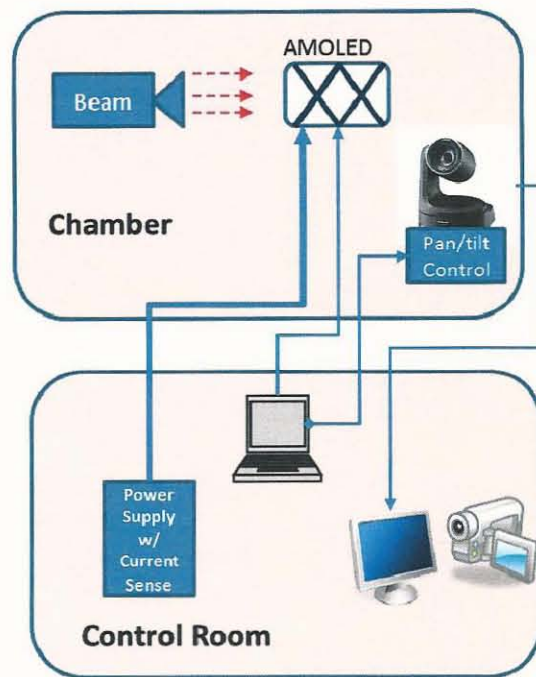 AMOLED
Beam
Chamber
Pan/tilt
Control
Power
Supply
w/
Current
Sense
Control Room